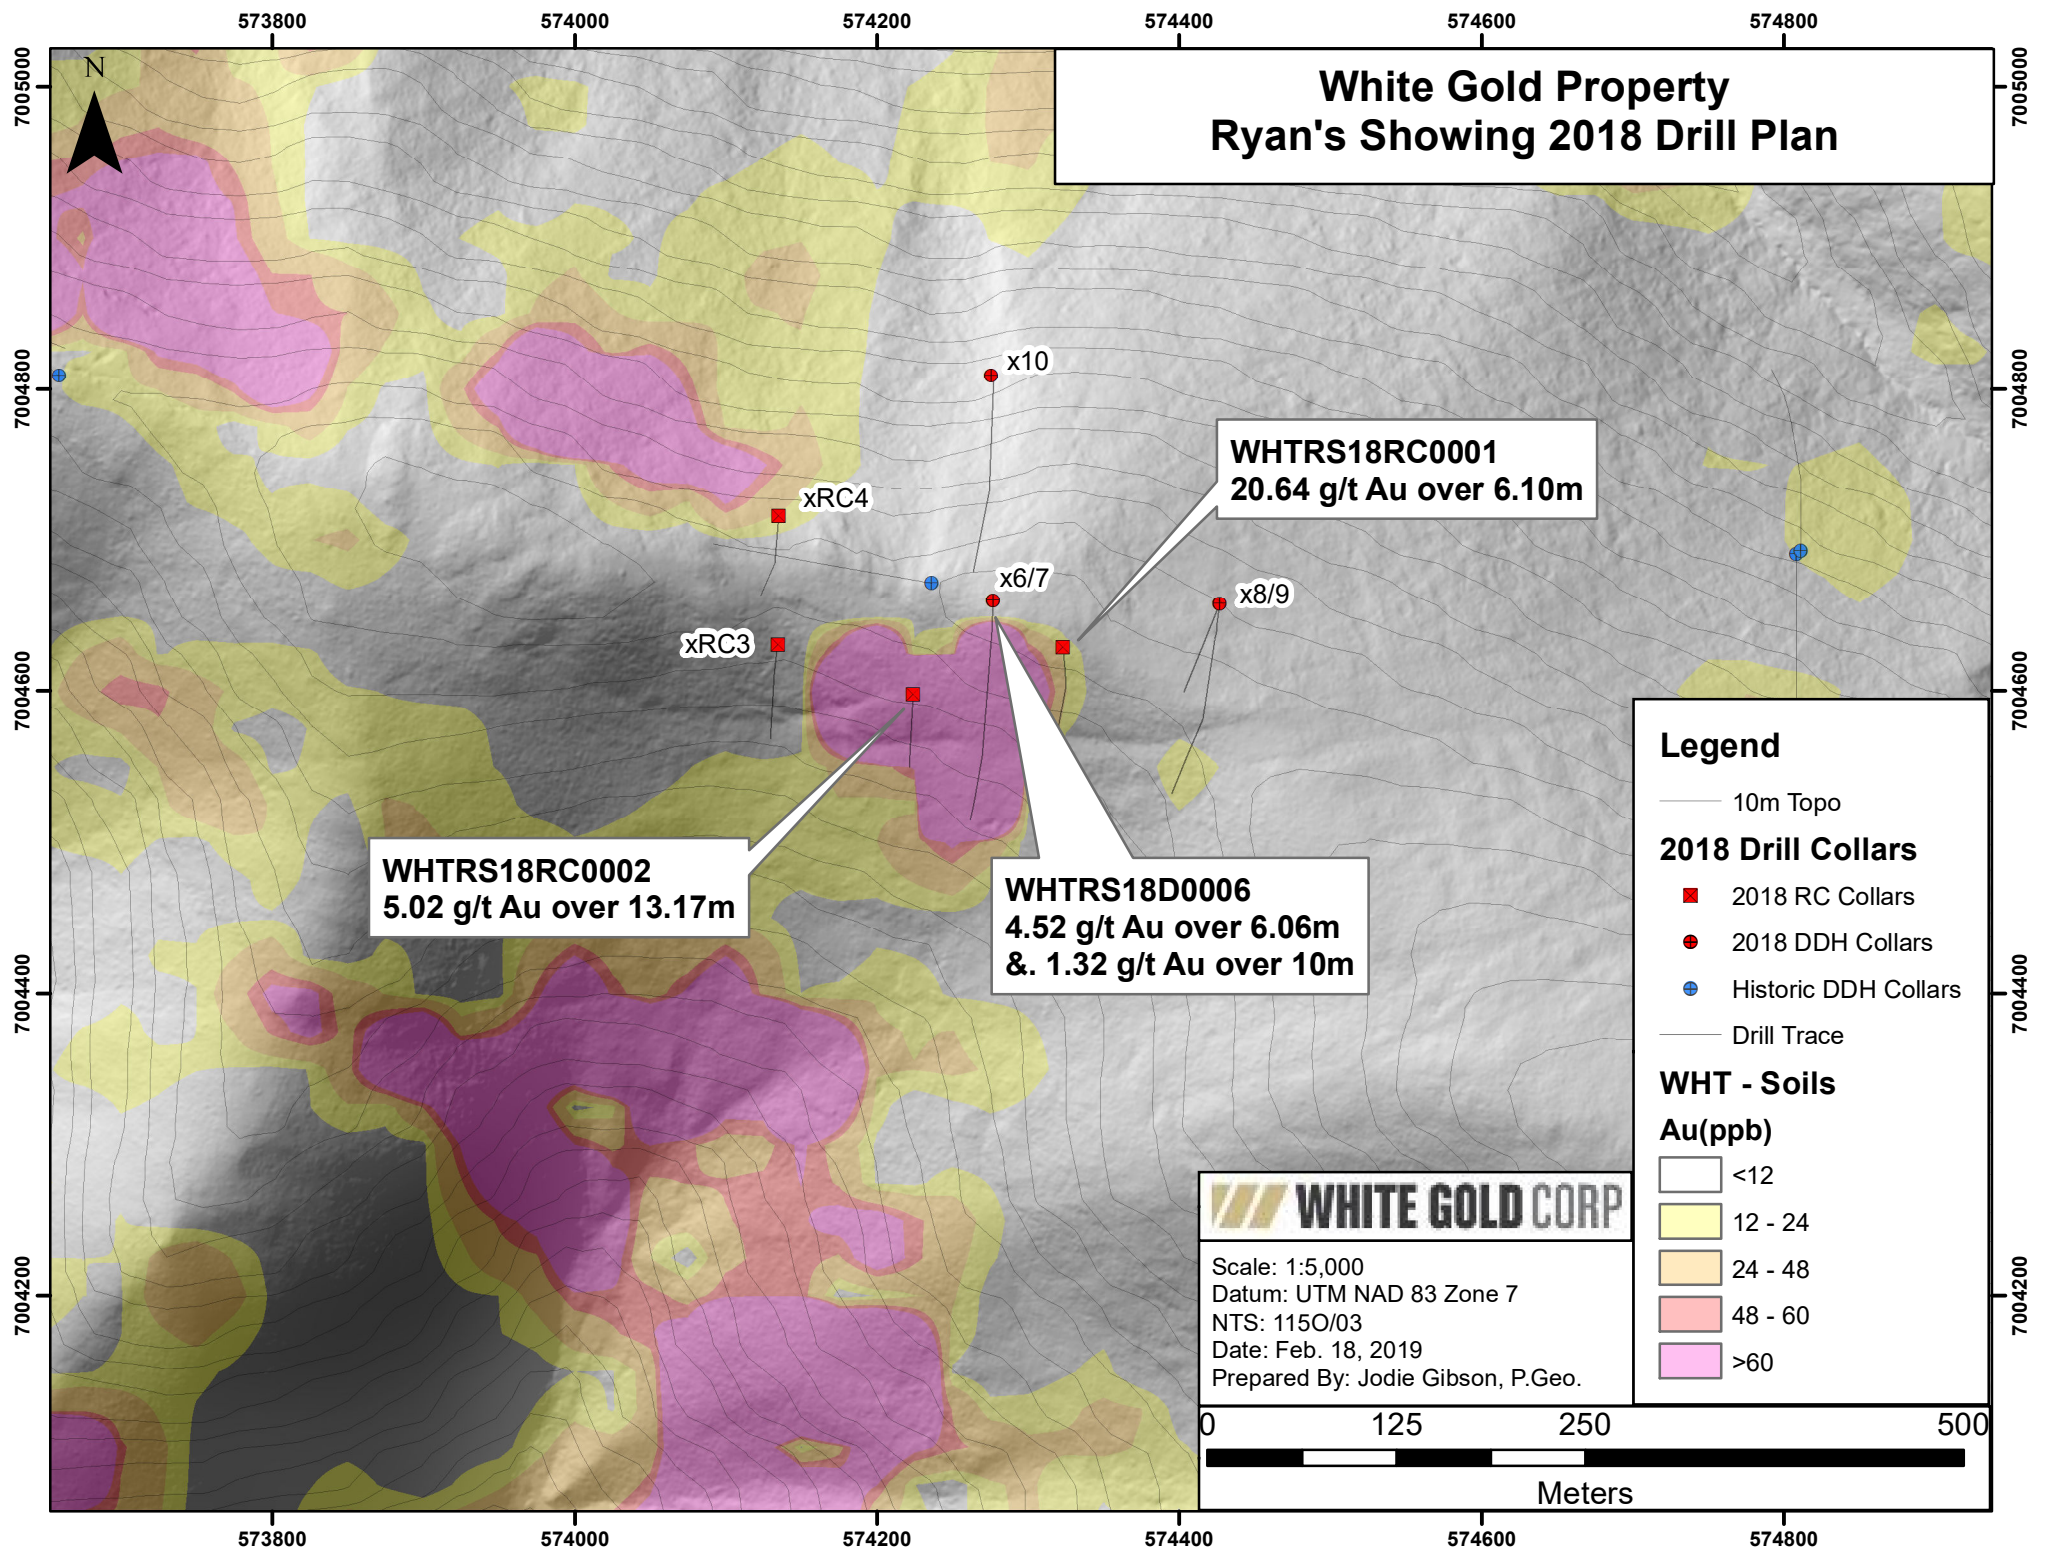 573800 574000 574200 574400 574600 574800
N
White Gold Property
Ryan's Showing 2018 Drill Plan
7005000 7005000
x10
7004800 7004800
WHTRS18RC0001
20.64 g/t Au over 6.10m
xRC4
x6/7
x8/9
xRC3
7004600 7004600
WHTRS18RC0002
5.02 g/t Au over 13.17m
WHTRS18D0006
4.52 g/t Au over 6.06m
&. 1.32 g/t Au over 10m
7004400 7004400
Legend
10m Topo
2018 Drill Collars
2018 RC Collars
2018 DDH Collars
Historic DDH Collars
Drill Trace
WHT - Soils
Au(ppb)
<12
12 - 24
24 - 48
48 - 60
>60
WHITE GOLD CORP
Scale: 1:5,000
Datum: UTM NAD 83 Zone 7
NTS: 115O/03
Date: Feb. 18, 2019
Prepared By: Jodie Gibson, P.Geo.
7004200 7004200
0 125 250 500
Meters
573800 574000 574200 574400 574600 574800